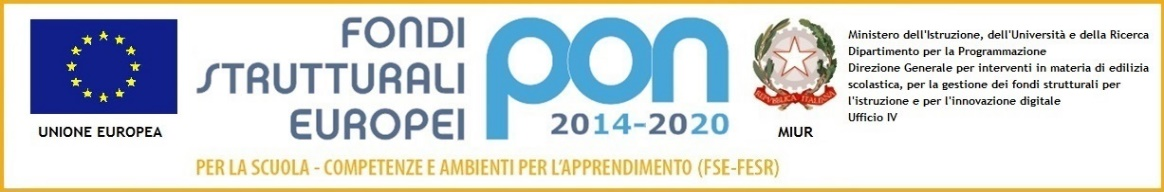 UNIONE EUROPEA
FONDI
STRUTTURALI
EUROPEI
pon
2014-2020
PER LA SCUOLA - COMPETENZE E AMBIENTI PER L'APPRENDIMENTO (FSE-FESR)
REPVBBLICA ITALIANA
MIUR
Ministero dell'Istruzione, dell'Università e della Ricerca
Dipartimento per la Programmazione
Direzione Generale per interventi in materia di edilizia
scolastica, per la gestione dei fondi strutturali per
l'istruzione e per l'innovazione digitale
Ufficio IV